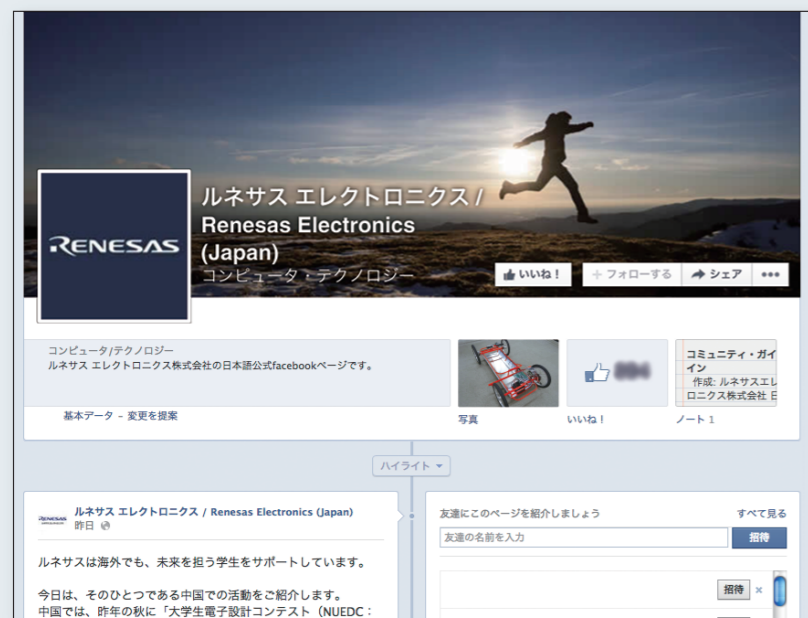 RENESAS
ルネサス エレクトロニクス /
Renesas Electronics
(Japan)
コンピュータ・テクノロジー
いいね！
＋フォローする
シェア
コンピュータ/テクノロジー
ルネサス エレクトロニクス株式会社の日本語公式facebookページです。
基本データ - 変更を提案
写真
いいね！
コミュニティ・ガイ
イン
作成: ルネサスエレ
ロニクス株式会社 E
ノート 1
ハイライト
RENESAS
ルネサス エレクトロニクス / Renesas Electronics (Japan)
昨日
ルネサスは海外でも、未来を担う学生をサポートしています。
今日は、そのひとつである中国での活動をご紹介します。
中国では、昨年の秋に「大学生電子設計コンテスト（NUEDC：
友達にこのページを紹介しましょう
すべて見る
友達の名前を入力
招待
招待 ×